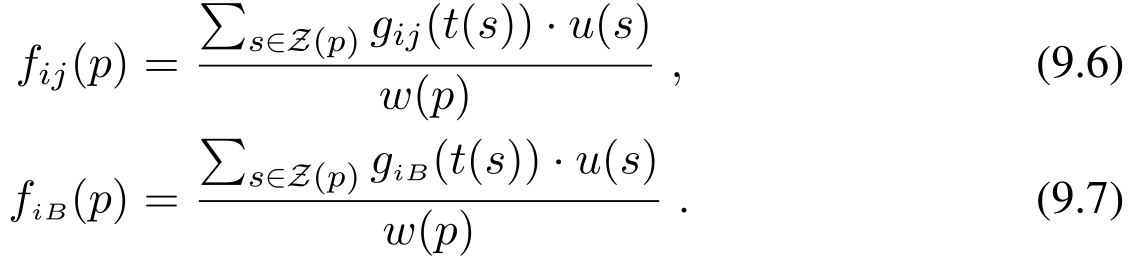 f_{ij}(p) = \frac{\sum_{s \in \mathcal{Z}(p)} g_{ij}(t(s)) \cdot u(s)}{w(p)} , (9.6)
f_{iB}(p) = \frac{\sum_{s \in \mathcal{Z}(p)} g_{iB}(t(s)) \cdot u(s)}{w(p)} . (9.7)